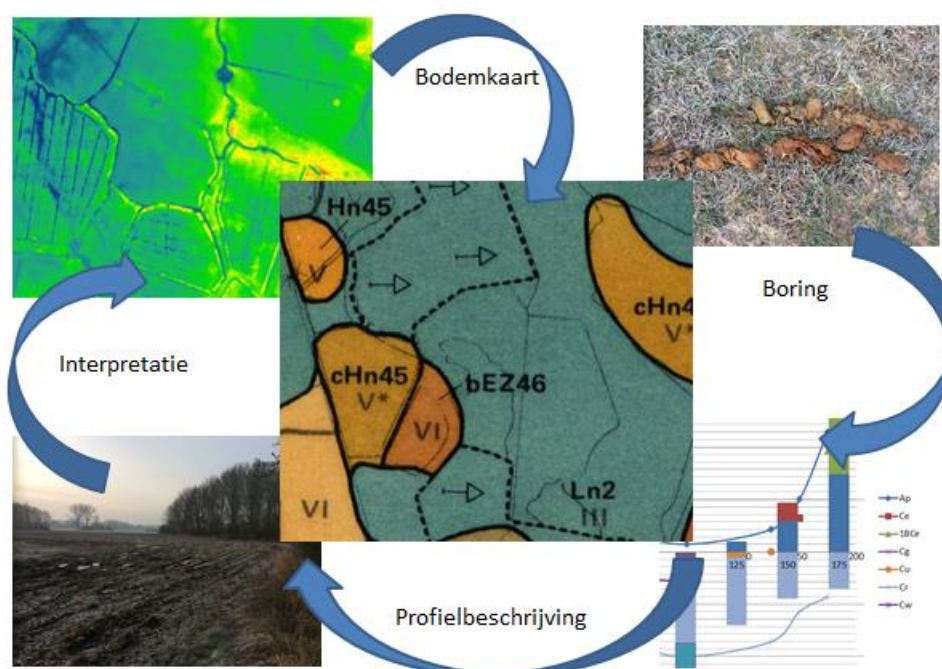 Bodemkaart
Boring
Hn45
V
cHn4
V*
Interpretatie
cHn45
V*
bEZ46
VI
VI
Ln2
III
Ap
Ce
1BCe
Cg
Cu
Cr
Cw
125
150
175
200
Profielbeschrijving